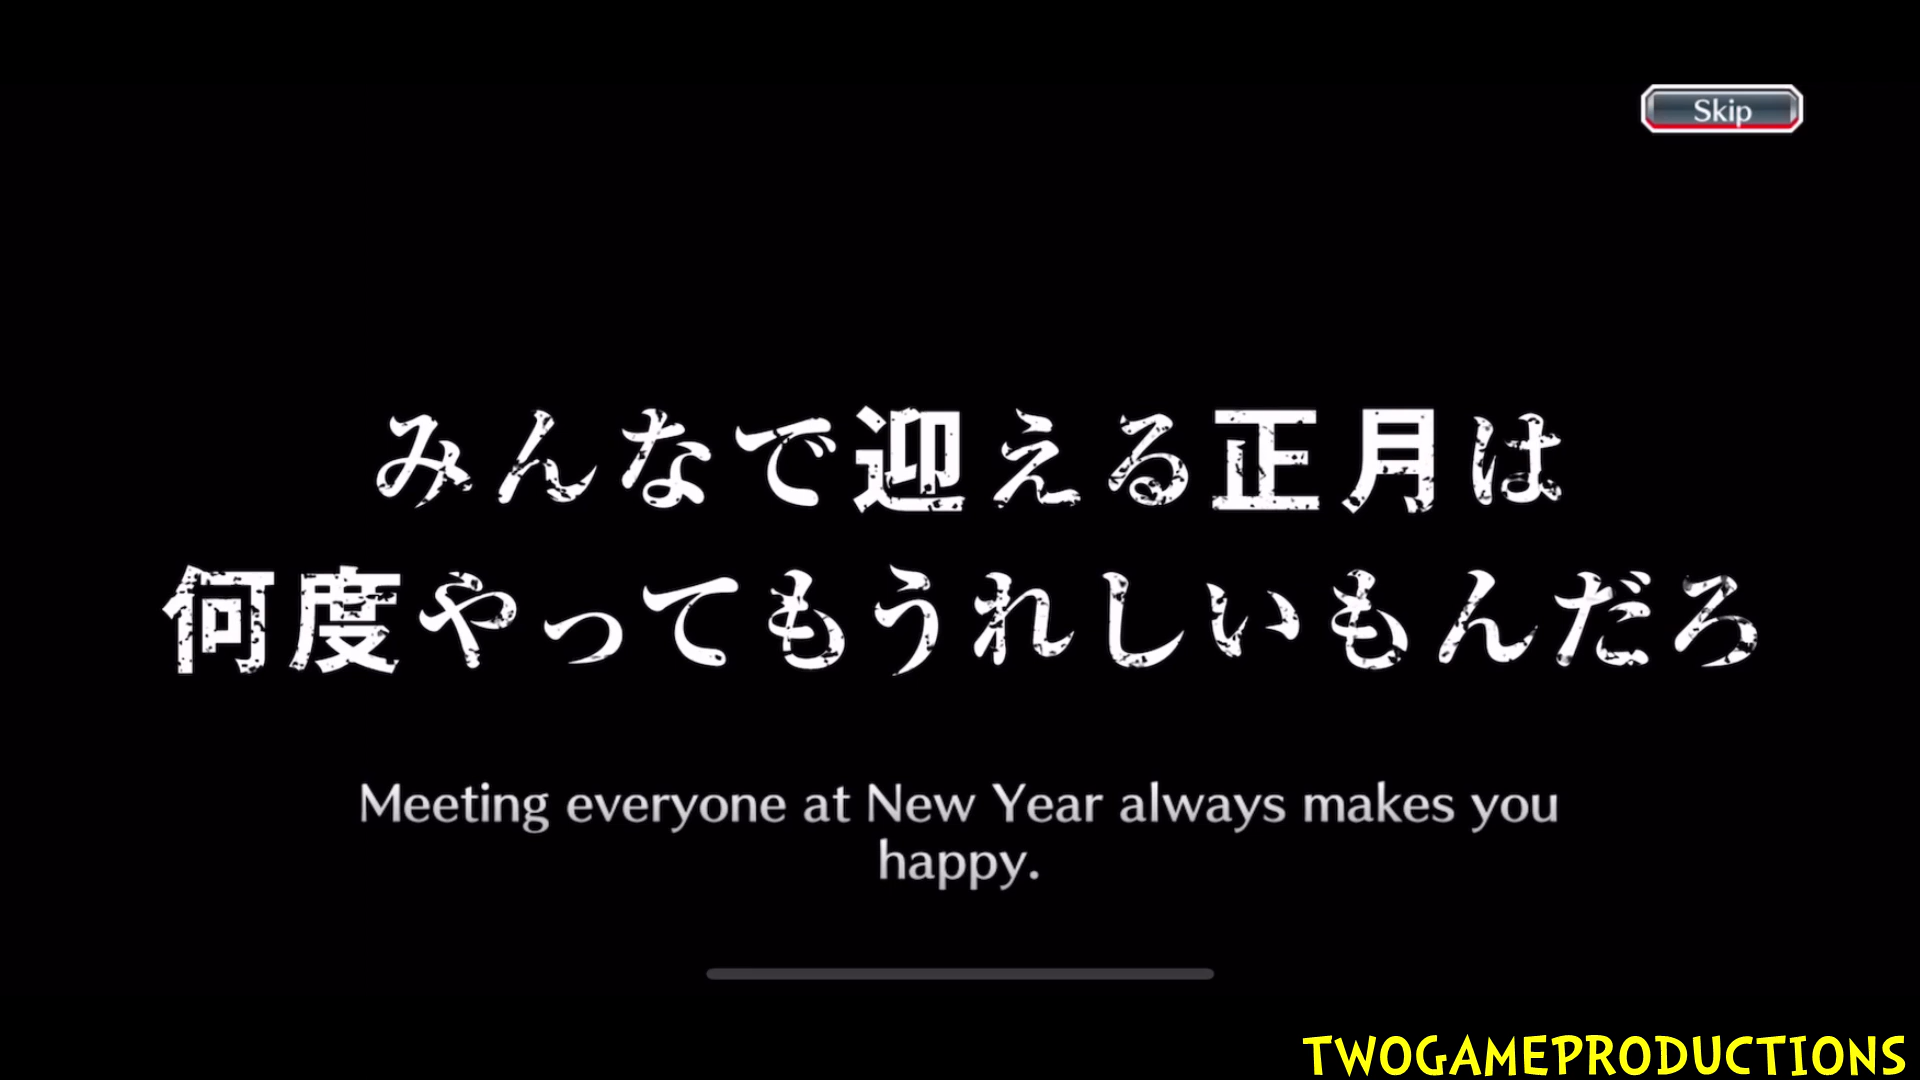 Skip
みんなで迎える正月は
何度やってもうれしいもんだろ
Meeting everyone at New Year always makes you
happy.
TWOGAMEPRODUCTIONS